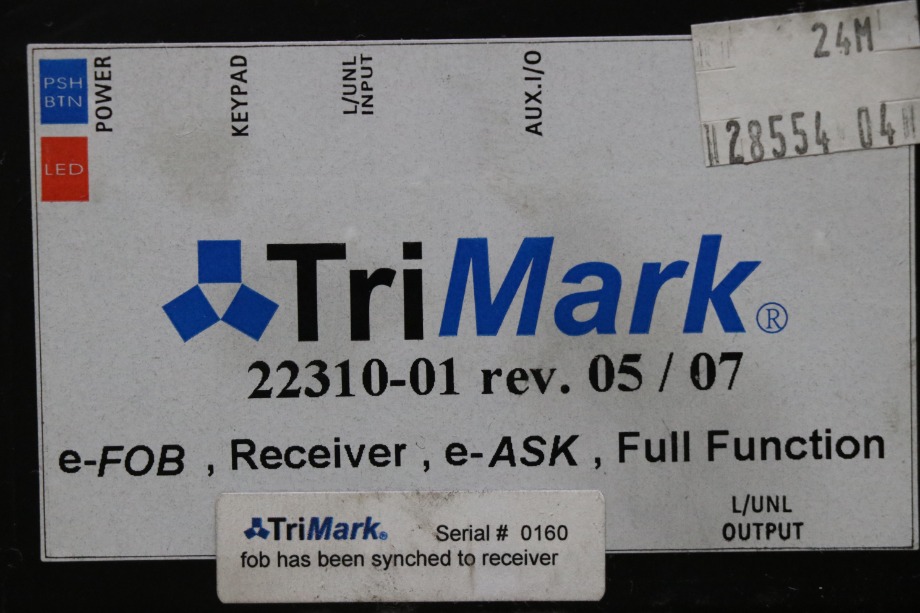 PSH
BTN
POWER
KEYPAD
L/UNL
INPUT
AUX.I/O
24M
28554 04
LED
TriMark®
22310-01 rev. 05 / 07
e-FOB , Receiver , e-ASK , Full Function
L/UNL
OUTPUT
TriMark® Serial # 0160
fob has been synched to receiver